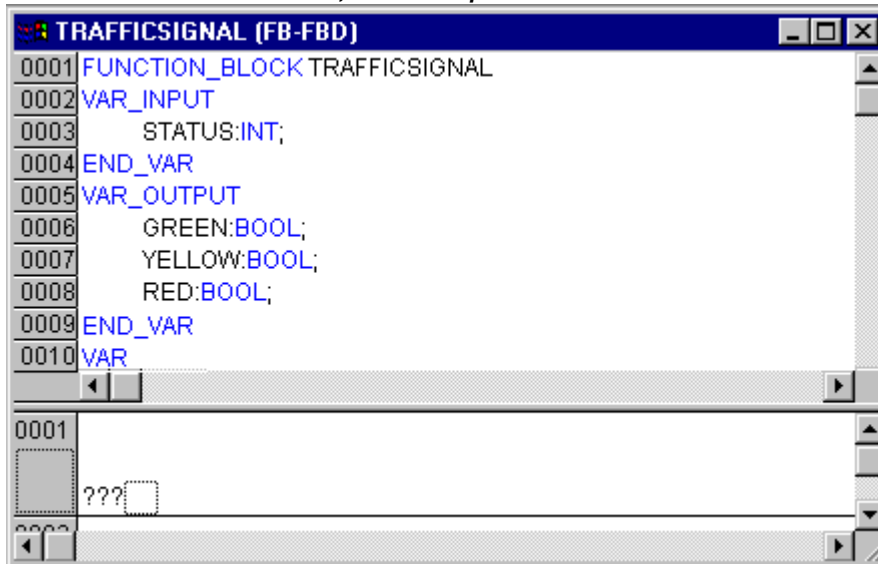 TRAFFICSIGNAL (FB-FBD)
0001 FUNCTION_BLOCK TRAFFICSIGNAL
0002 VAR_INPUT
0003 STATUS:INT;
0004 END_VAR
0005 VAR_OUTPUT
0006 GREEN:BOOL;
0007 YELLOW:BOOL;
0008 RED:BOOL;
0009 END_VAR
0010 VAR
0001
???